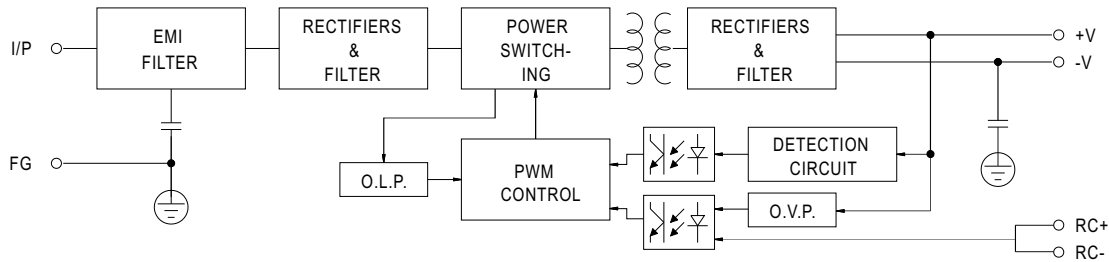 I/P
EMI
FILTER
RECTIFIERS
&
FILTER
POWER
SWITCH-
ING
RECTIFIERS
&
FILTER
+V
-V
FG
O.L.P.
PWM
CONTROL
DETECTION
CIRCUIT
O.V.P.
RC+
RC-